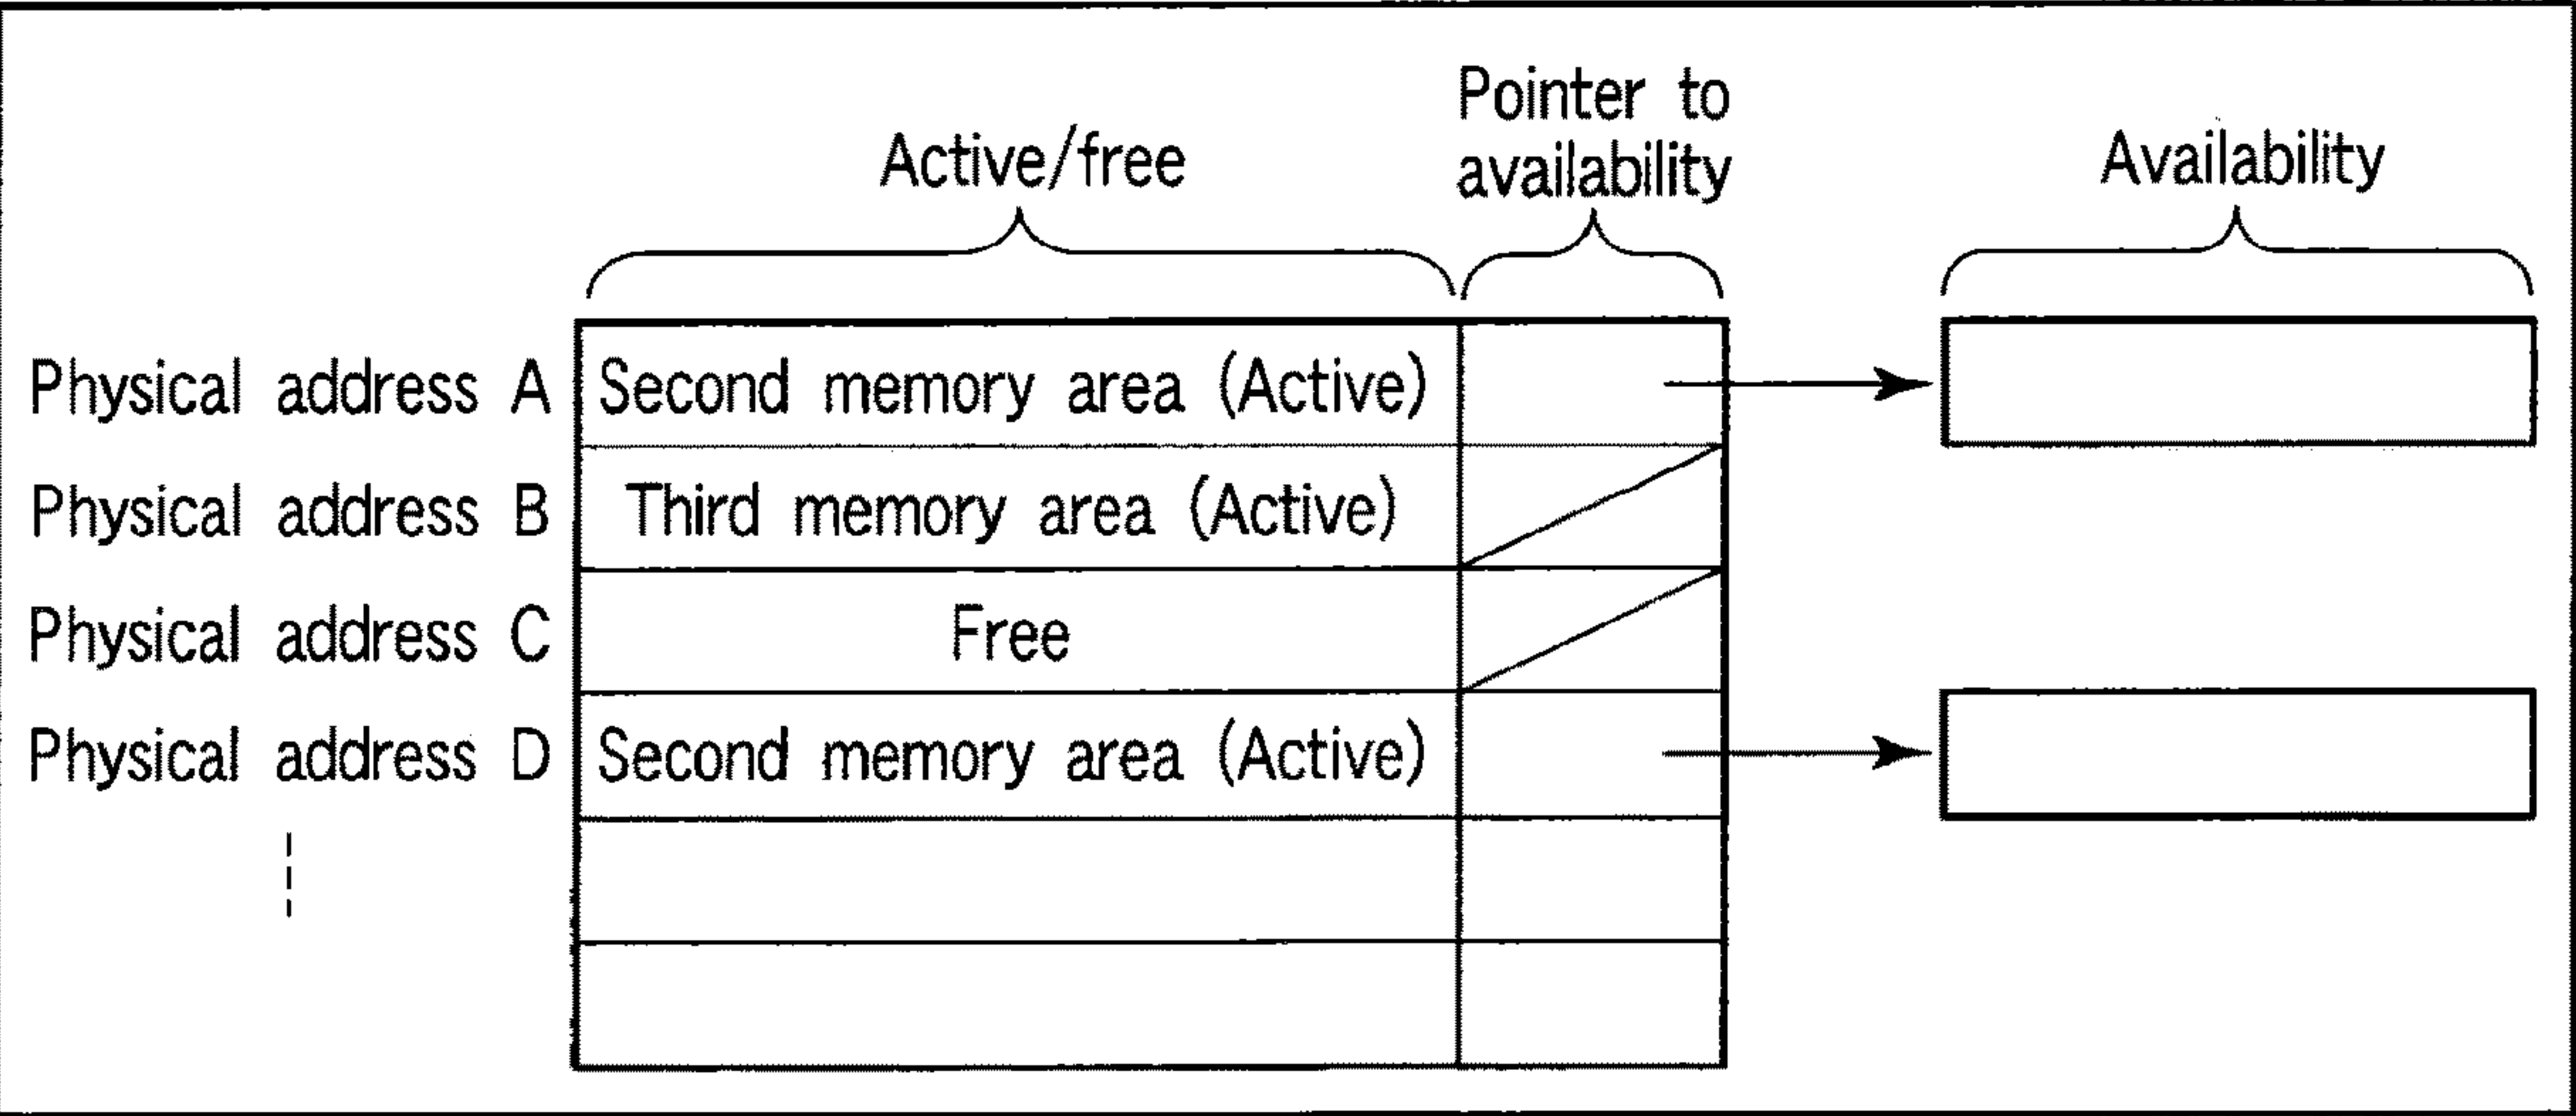 Active/free
Pointer to
availability
Availability
Physical address A Second memory area (Active)
Physical address B Third memory area (Active)
Physical address C Free
Physical address D Second memory area (Active)